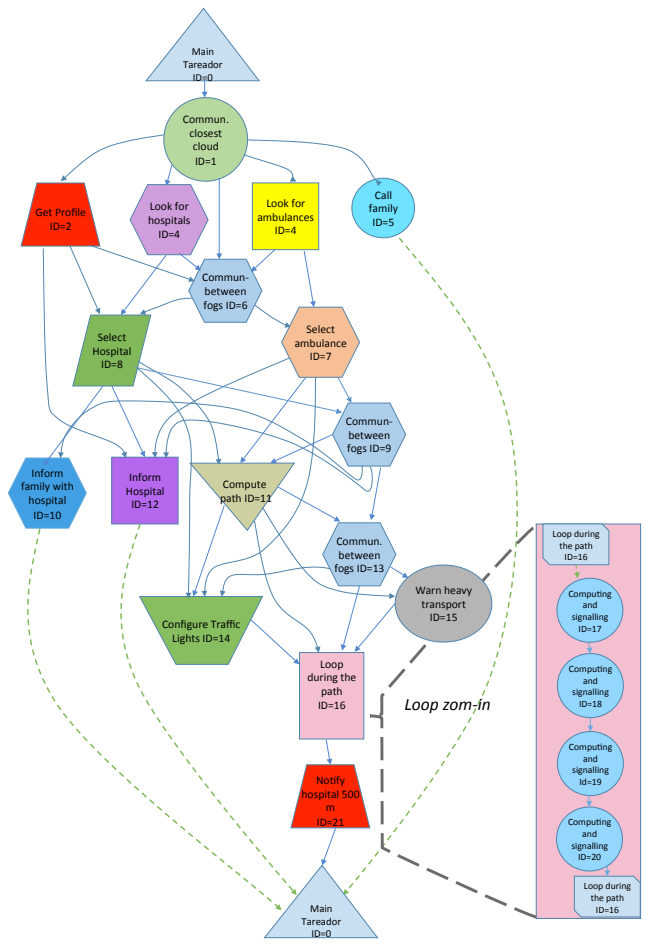 Main
Tareador
ID=0
Commun.
closest
cloud
ID=1
Get Profile
ID=2
Look for
hospitals
ID=4
Look for
ambulances
ID=4
Call
family
ID=5
Commun-
between
fogs ID=6
Select
Hospital
ID=8
Select
ambulance
ID=7
Commun-
between
fogs ID=9
Inform
family with
hospital
ID=10
Inform
Hospital
ID=12
Compute
path ID=11
Commun.
between
fogs ID=13
Configure Traffic
Lights ID=14
Warn heavy
transport
ID=15
Loop
during the
path
ID=16
Loop zom-in
Notify
hospital 500
m
ID=21
Main
Tareador
ID=0
Loop during
the path
ID=16
Computing
and
signalling
ID=17
Computing
and
signalling
ID=18
Computing
and
signalling
Id=19
Computing
and
signalling
ID=20
Loop during
the path
ID=16